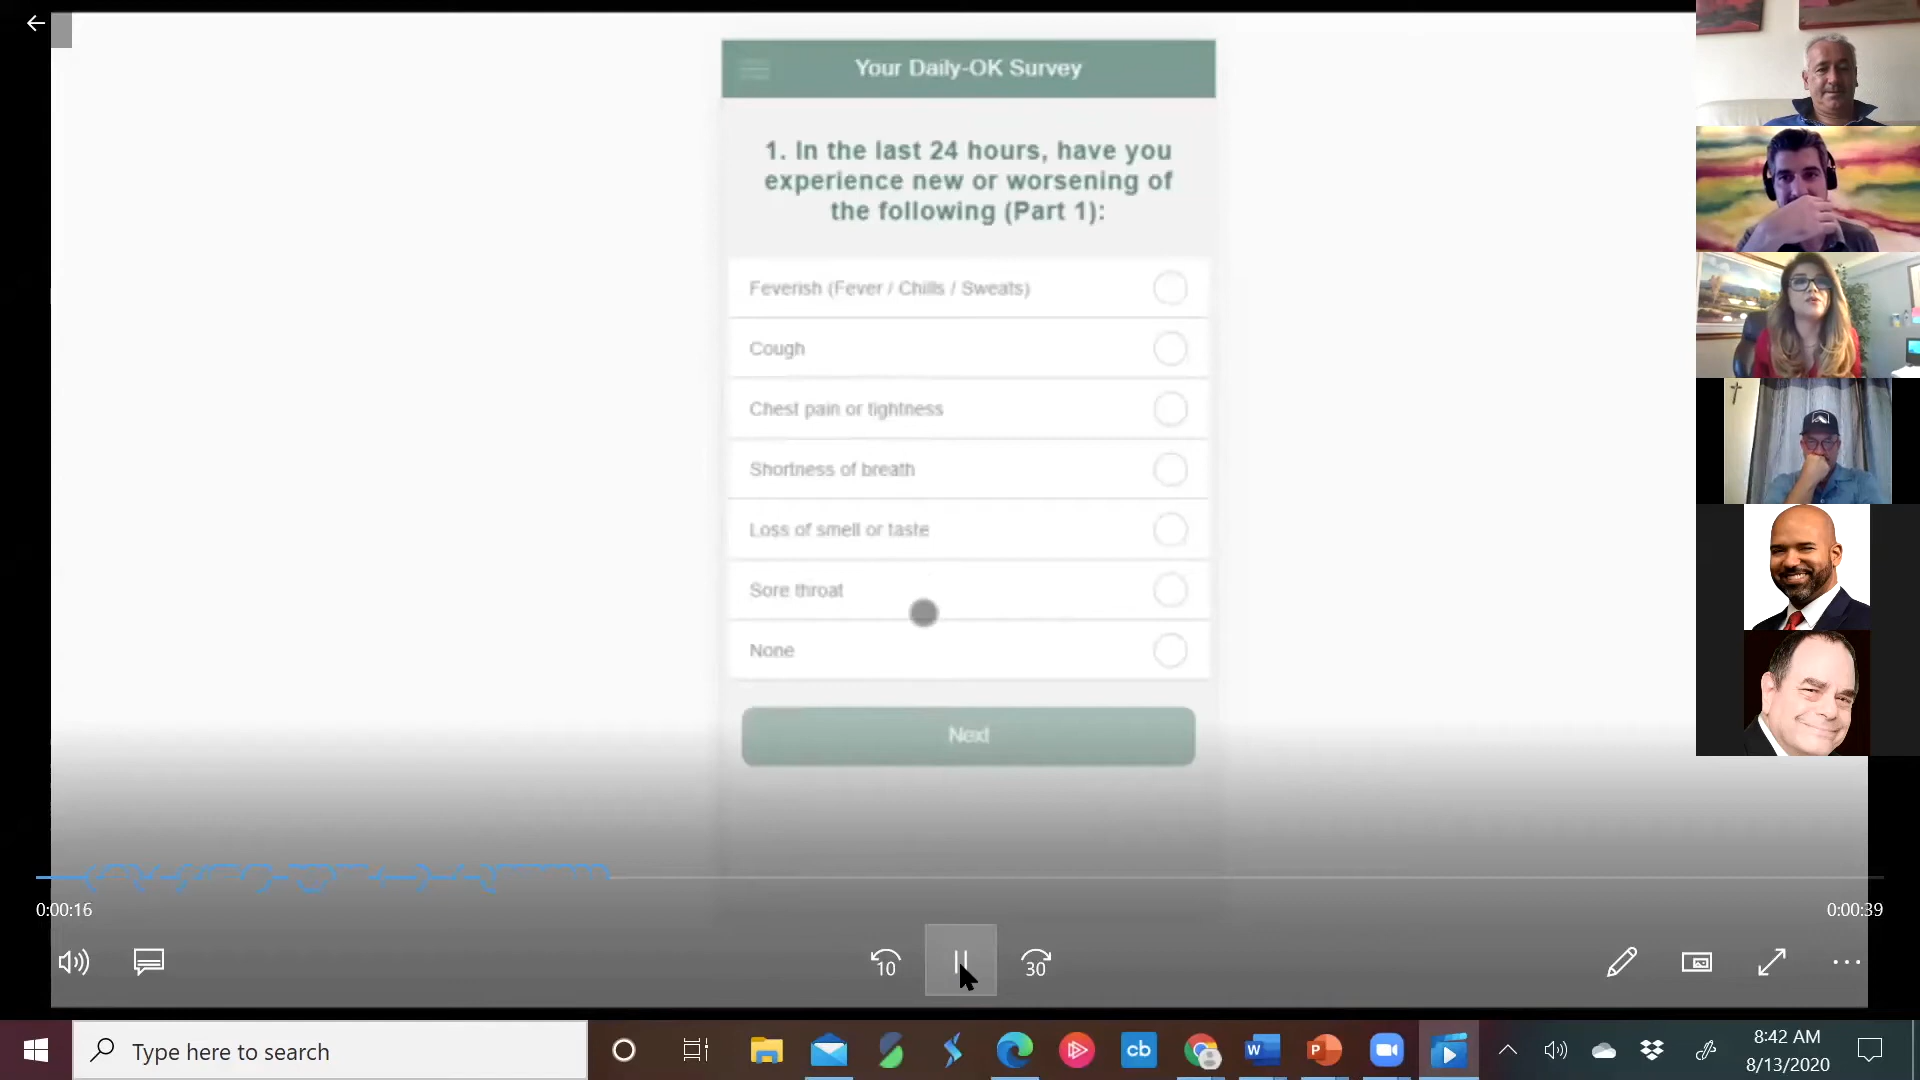 Your Daily-OK Survey
1. In the last 24 hours, have you
experience new or worsening of
the following (Part 1):
Feverish (Fever / Chills / Sweats)
Cough
Chest pain or tightness
Shortness of breath
Loss of smell or taste
Sore throat
None
Next
0:00:16
0:00:39
10
30
Type here to search
cb
W
P
8:42 AM
8/13/2020